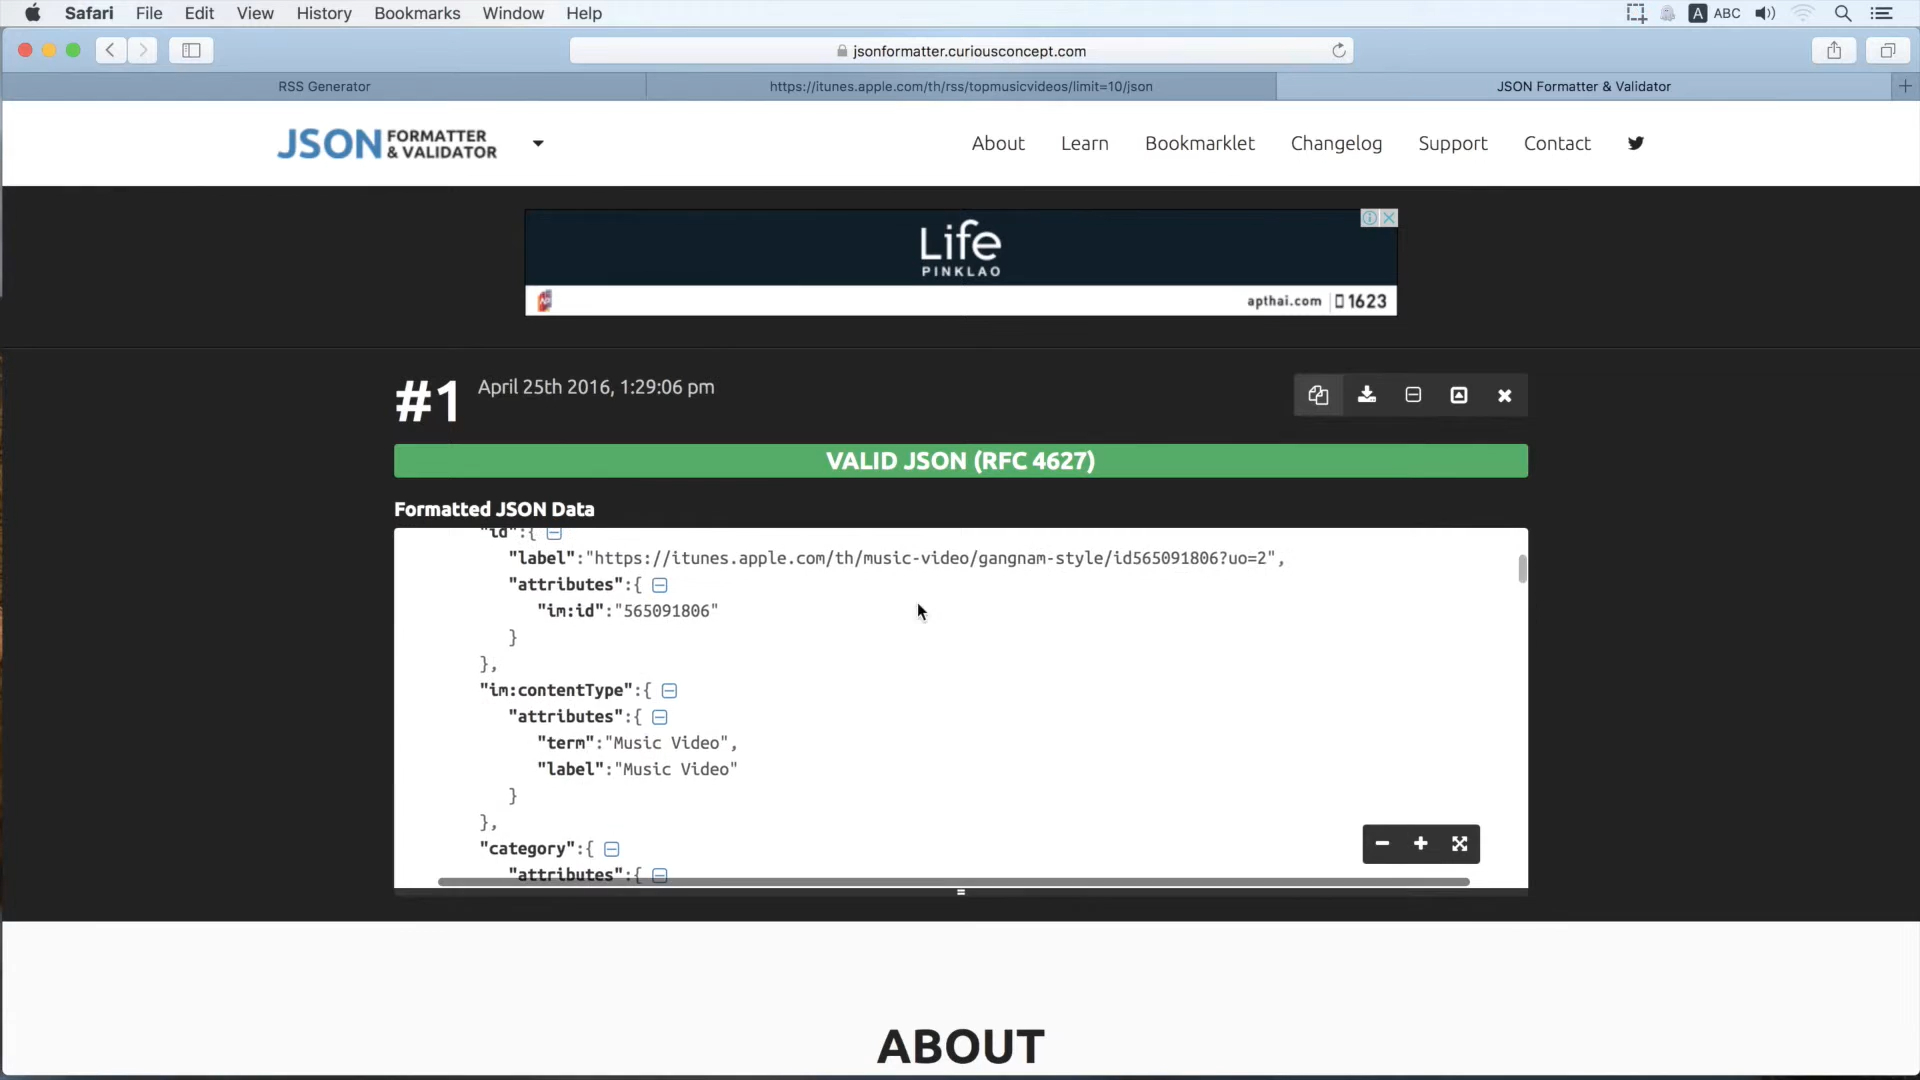 Safari File Edit View History Bookmarks Window Help A ABC
jsonformatter.curiousconcept.com
RSS Generator https://itunes.apple.com/th/rss/topmusicvideos/limit=10/json JSON Formatter & Validator
JSON FORMATTER & VALIDATOR About Learn Bookmarklet Changelog Support Contact
Life
PINKLAO
AP apthai.com 1623
#1 April 25th 2016, 1:29:06 pm
VALID JSON (RFC 4627)
Formatted JSON Data
"id":{
"label":"https://itunes.apple.com/th/music-video/gangnam-style/id565091806?uo=2",
"attributes":{
"im:id":"565091806"
}
},
"im:contentType":{
"attributes":{
"term":"Music Video",
"label":"Music Video"
}
},
"category":{
"attributes":{
ABOUT